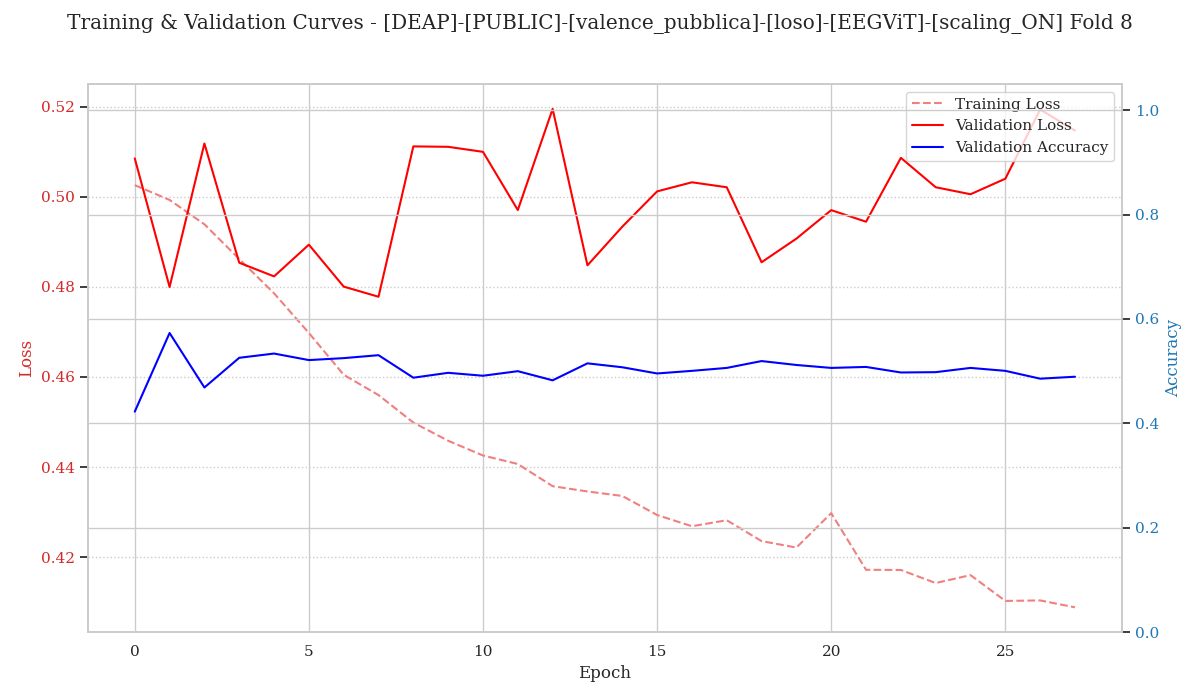 Training & Validation Curves - [DEAP]-[PUBLIC]-[valence_pubblica]-[loso]-[EEGViT]-[scaling_ON] Fold 8
Training Loss
Validation Loss
Validation Accuracy
0.52
0.50
0.48
0.46
0.44
0.42
Loss
1.0
0.8
0.6
0.4
0.2
0.0
Accuracy
0 5 10 15 20 25
Epoch